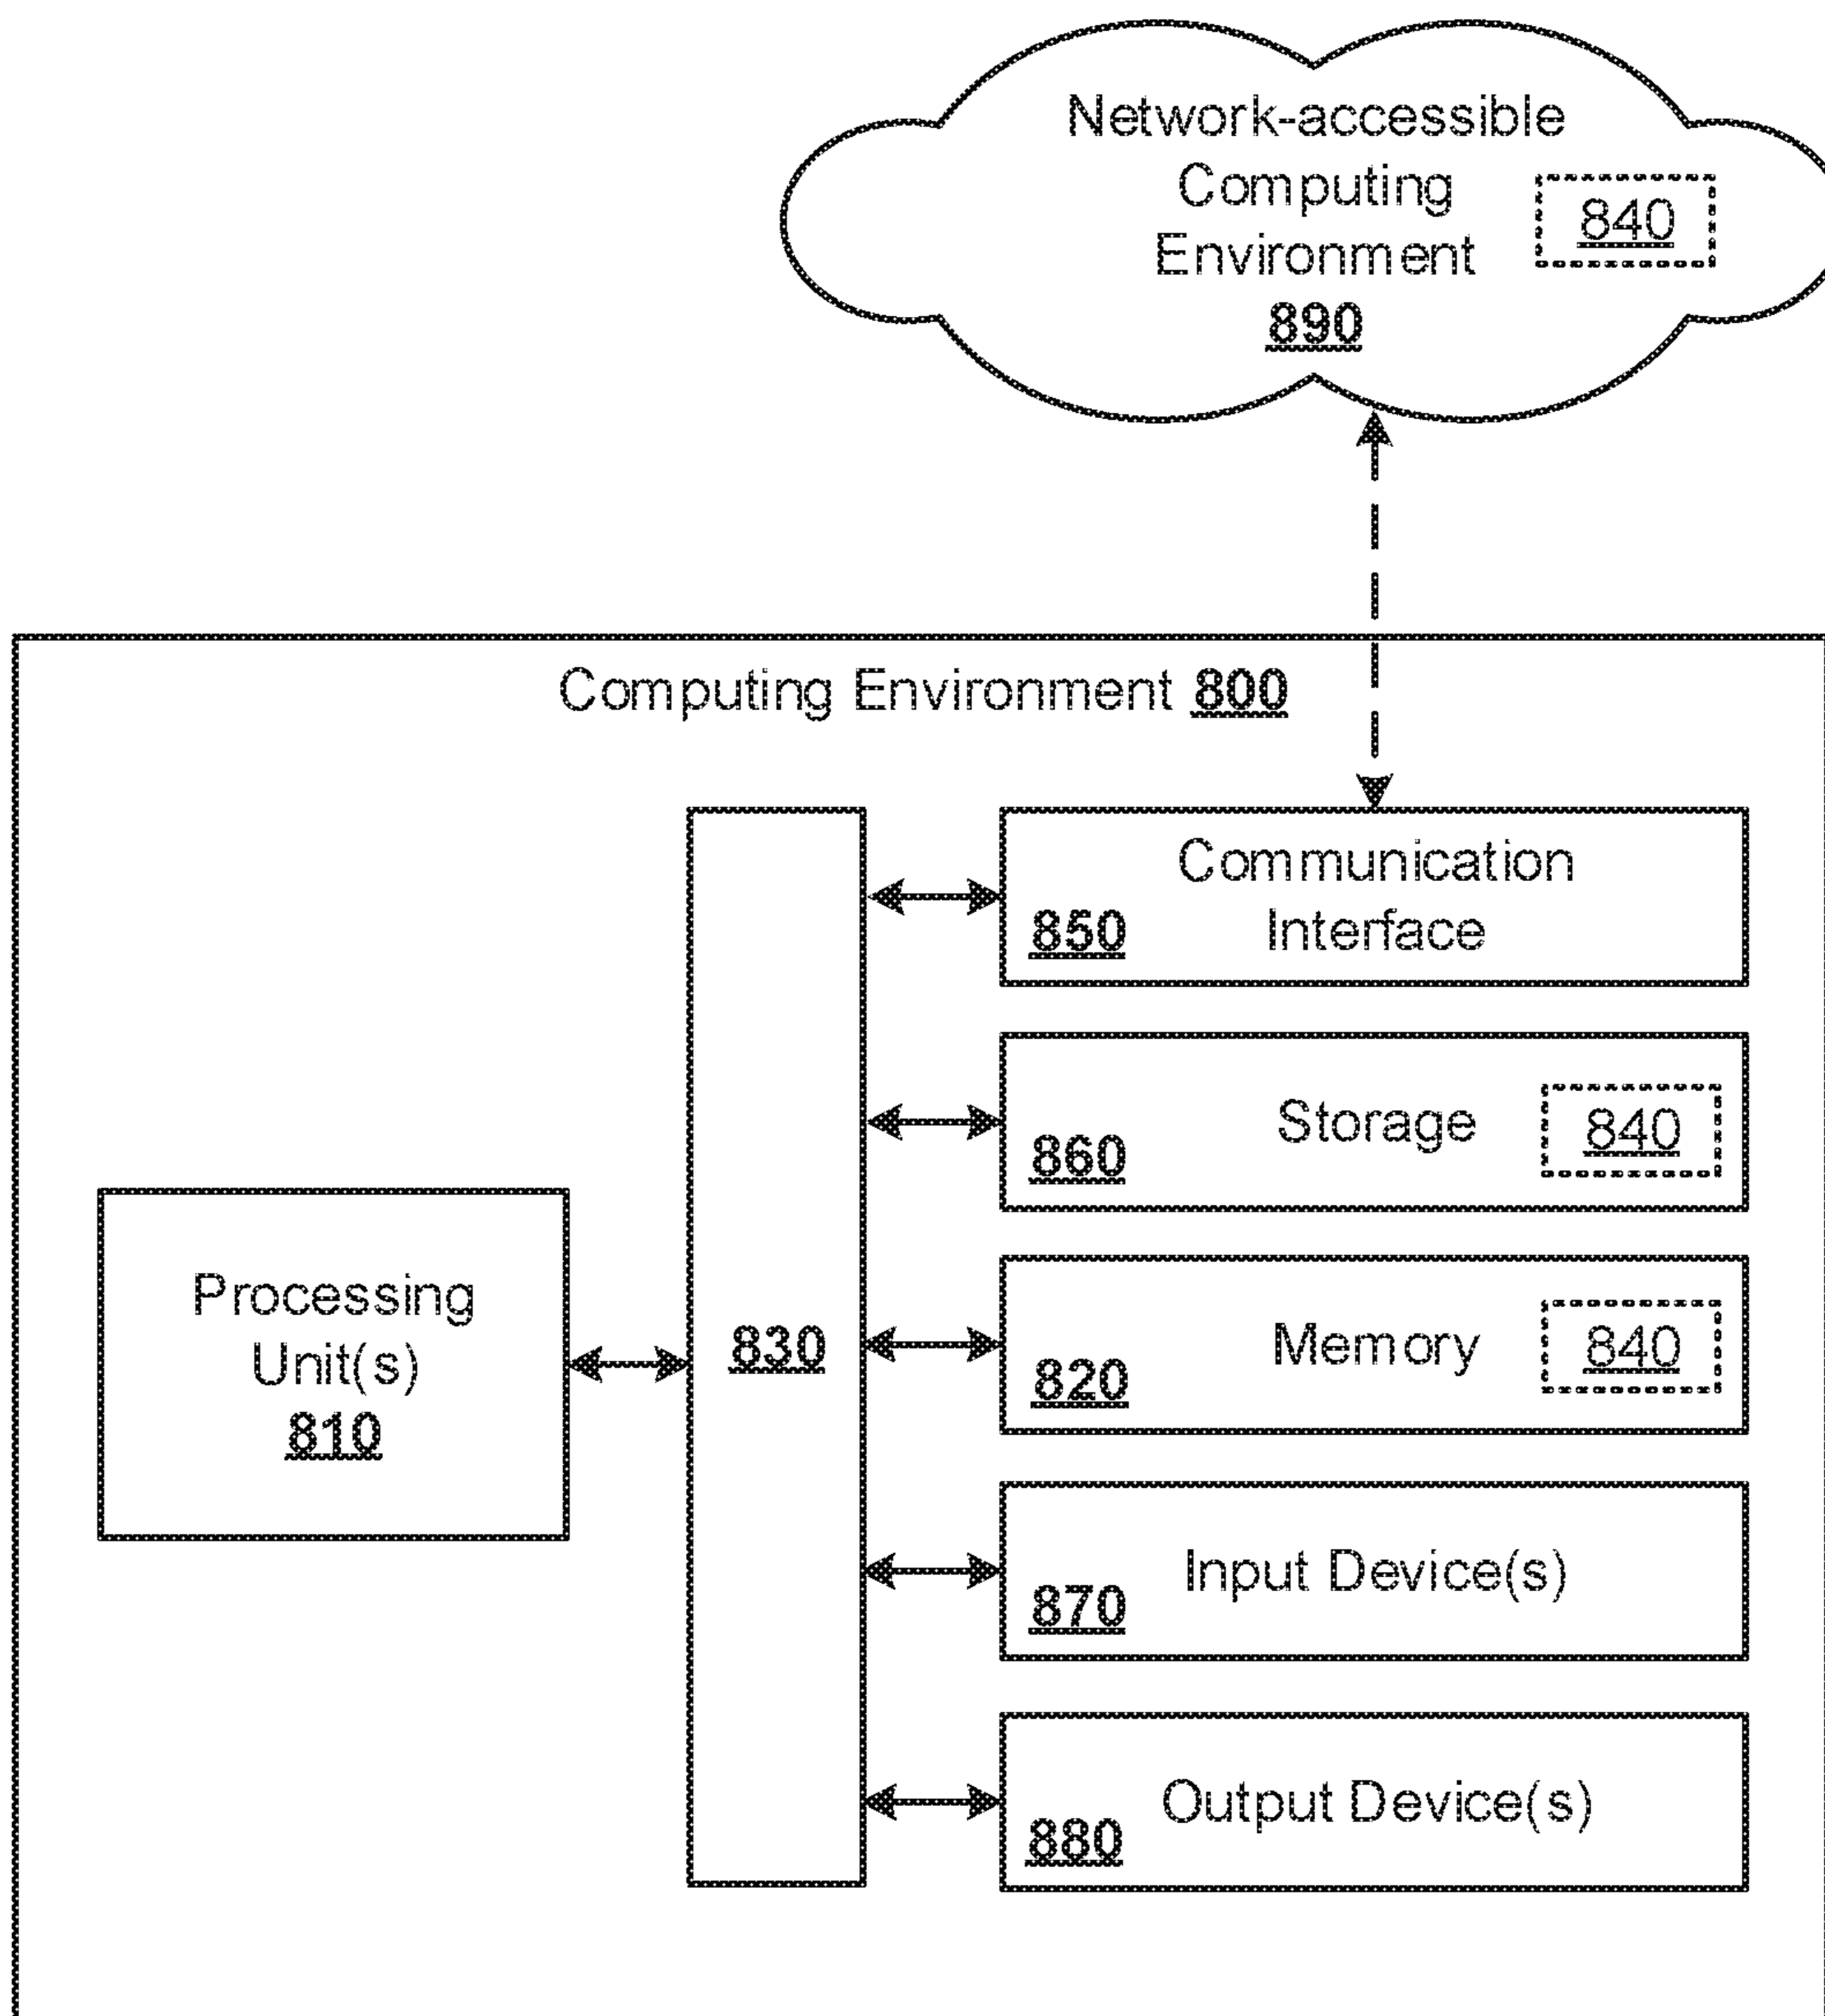 Network-accessible
Computing
Environment
840
890
Computing Environment 800
Communication
Interface
850
Storage
840
860
Processing
Unit(s)
810
830
Memory
840
820
Input Device(s)
870
Output Device(s)
880